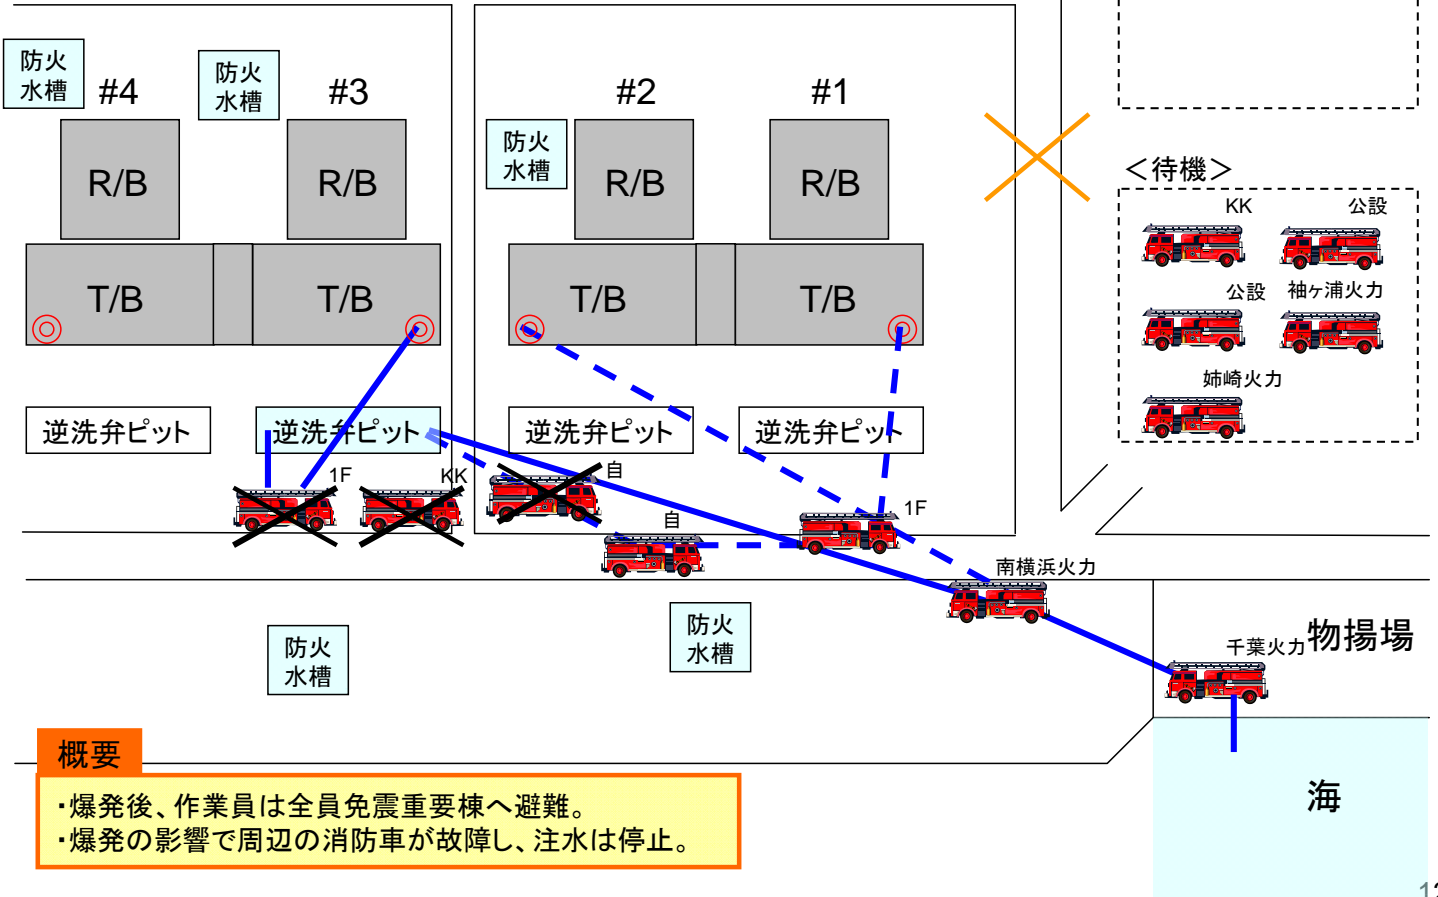 防火
水槽
#4
防火
水槽
#3
#2
#1
防火
水槽
R/B
R/B
R/B
R/B
T/B
T/B
T/B
T/B
<待機>
KK
公設
公設
袖ヶ浦火力
姉崎火力
逆洗弁ピット
逆洗弁ピット
逆洗弁ピット
逆洗弁ピット
1F
KK
自
自
1F
南横浜火力
千葉火力
物揚場
防火
水槽
防火
水槽
海
概要
・爆発後、作業員は全員免震重要棟へ避難。
・爆発の影響で周辺の消防車が故障し、注水は停止。